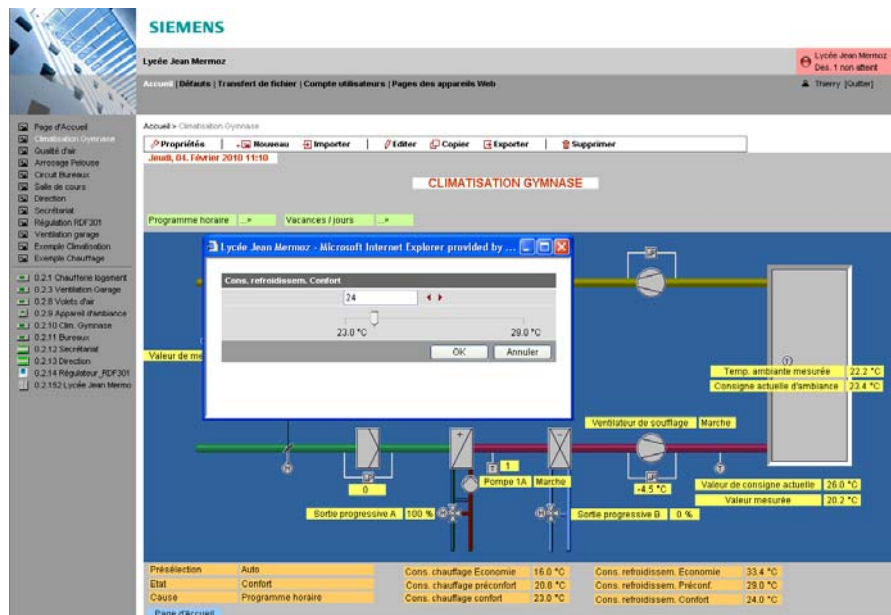 SIEMENS
Lycée Jean Mermoz
Lycée Jean Mermoz
Des. 1 non atteint
Accueil | Défauts | Transfert de fichier | Compte utilisateurs | Pages des appareils Web
Thierry [Quitter]
Page d'Accueil
Climatisation Gymnase
Qualité d'air
Arrosage Pelouse
Circuit Bureaux
Salle de cours
Direction
Secrétariat
Régulation RDF301
Ventilation garage
Exemple Climatisation
Exemple Chauffage
0.2.1 Chaufferie logement
0.2.3 Ventilation Garage
0.2.8 Volets d'air
0.2.9 Appareil d'ambiance
0.2.10 Clim. Gymnase
0.2.11 Bureaux
0.2.12 Secrétariat
0.2.13 Direction
0.2.14 Régulateur_RDF301
0.2.152 Lycée Jean Mermo
Accueil > Climatisation Gymnase
Propriétés | Nouveau Importer | Editer Copier Exporter | Supprimer
Jeudi, 04. Février 2010 11:10
CLIMATISATION GYMNASE
Programme horaire ...» Vacances / jours ...»
Lycée Jean Mermoz - Microsoft Internet Explorer provided by ...
Cons. refroidissem. Confort
24
23.0 °C 29.0 °C
OK Annuler
Valeur de me
T
Temp. ambiante mesurée 22.2 °C
Consigne actuelle d'ambiance 23.4 °C
Ventilateur de soufflage Marche
+ -
M 0 T 1 T
Pompe 1A Marche
-4.5 °C
Valeur de consigne actuelle 26.0 °C
Valeur mesurée 20.2 °C
Sortie progressive A 100 % M
M Sortie progressive B 0 %
Présélection Auto
Etat Confort
Cause Programme horaire
Cons. chauffage Economie 16.0 °C
Cons. chauffage préconfort 20.8 °C
Cons. chauffage confort 23.0 °C
Cons. refroidissem. Economie 33.4 °C
Cons. refroidissem. Préconf. 29.0 °C
Cons. refroidissem. Confort 24.0 °C
Page d'Accueil